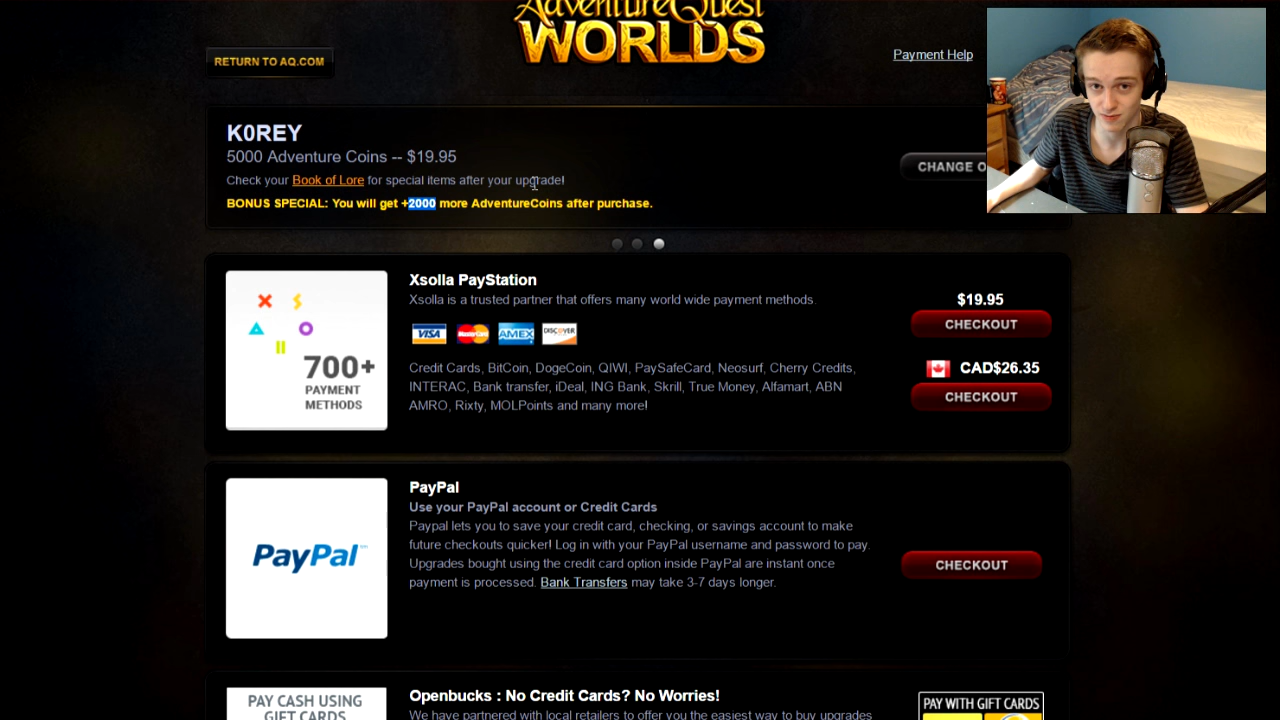 AdventureQuest
WORLDS
RETURN TO AQ.COM
Payment Help
K0REY
5000 Adventure Coins -- $19.95
CHANGE O
Check your Book of Lore for special items after your upgrade!
BONUS SPECIAL: You will get +2000 more AdventureCoins after purchase.
700+
PAYMENT
METHODS
Xsolla PayStation
Xsolla is a trusted partner that offers many world wide payment methods.
VISA MasterCard AMEX DISCOVER
Credit Cards, BitCoin, DogeCoin, QIWI, PaySafeCard, Neosurf, Cherry Credits,
INTERAC, Bank transfer, iDeal, ING Bank, Skrill, True Money, Alfamart, ABN
AMRO, Rixty, MOLPoints and many more!
$19.95
CHECKOUT
CAD$26.35
CHECKOUT
PayPal
PayPal
Use your PayPal account or Credit Cards
Paypal lets you to save your credit card, checking, or savings account to make
future checkouts quicker! Log in with your PayPal username and password to pay.
Upgrades bought using the credit card option inside PayPal are instant once
payment is processed. Bank Transfers may take 3-7 days longer.
CHECKOUT
PAY CASH USING
GIFT CARDS
Openbucks : No Credit Cards? No Worries!
We have partnered with local retailers to offer you the easiest way to buy upgrades
PAY WITH GIFT CARDS